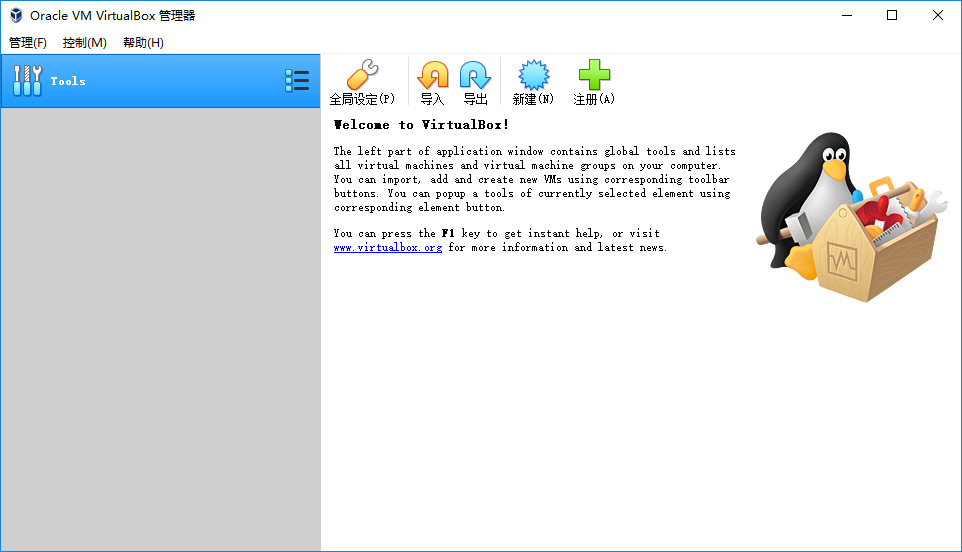 Oracle VM VirtualBox 管理器
管理(F) 控制(M) 帮助(H)
Tools
全局设定(P) 导入 导出 新建(N) 注册(A)
Welcome to VirtualBox!
The left part of application window contains global tools and lists
all virtual machines and virtual machine groups on your computer.
You can import, add and create new VMs using corresponding toolbar
buttons. You can popup a tools of currently selected element using
corresponding element button.
You can press the F1 key to get instant help, or visit
www.virtualbox.org for more information and latest news.